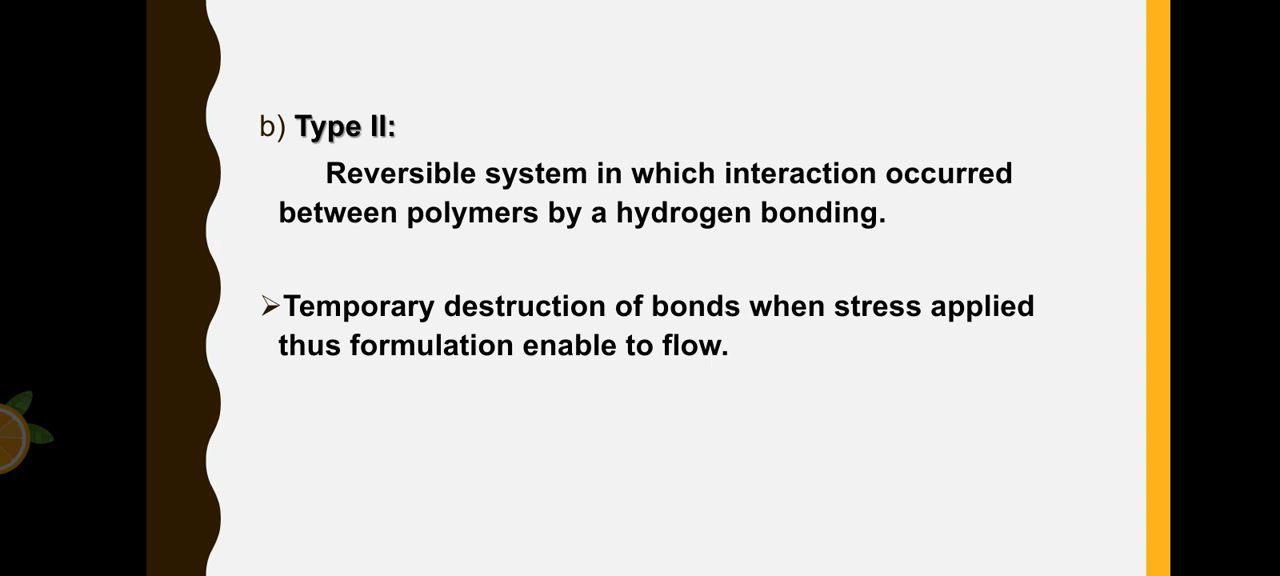 b) Type II:
Reversible system in which interaction occurred
between polymers by a hydrogen bonding.
➢Temporary destruction of bonds when stress applied
thus formulation enable to flow.